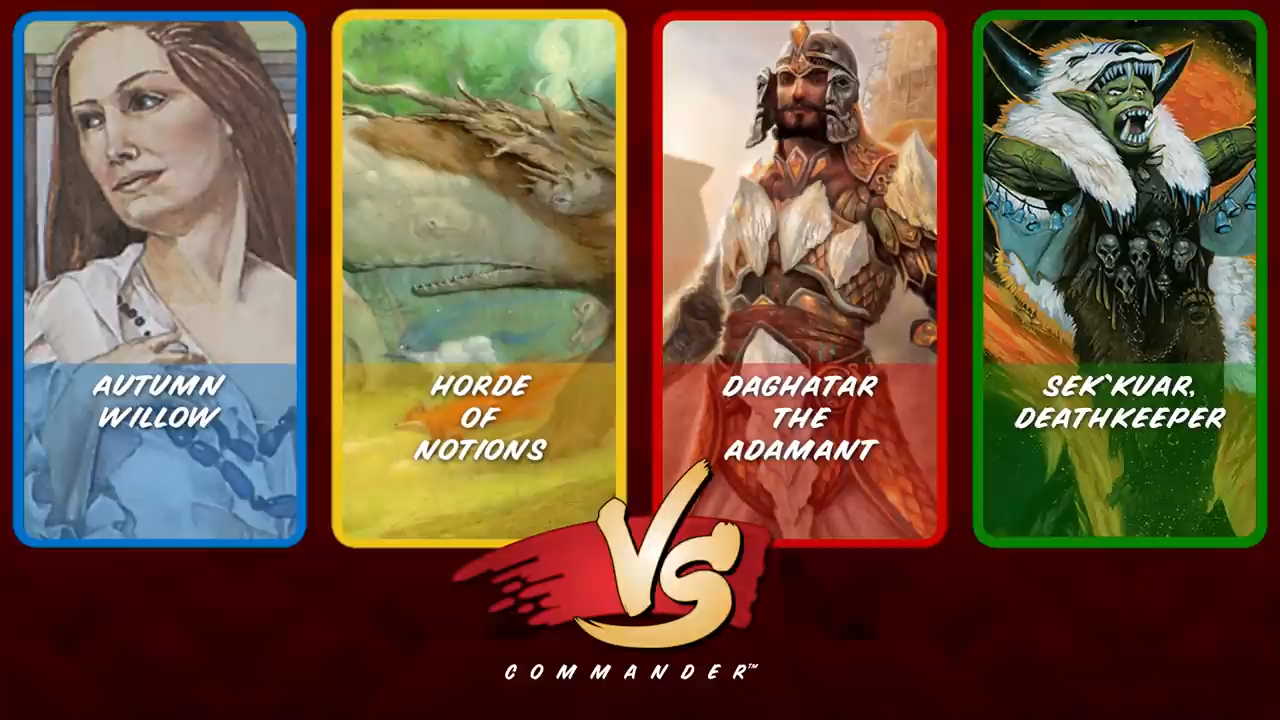 AUTUMN
WILLOW
HORDE
OF
NOTIONS
DAGHATAR
THE
ADAMANT
SEK`KUAR,
DEATHKEEPER
VS
COMMANDER™